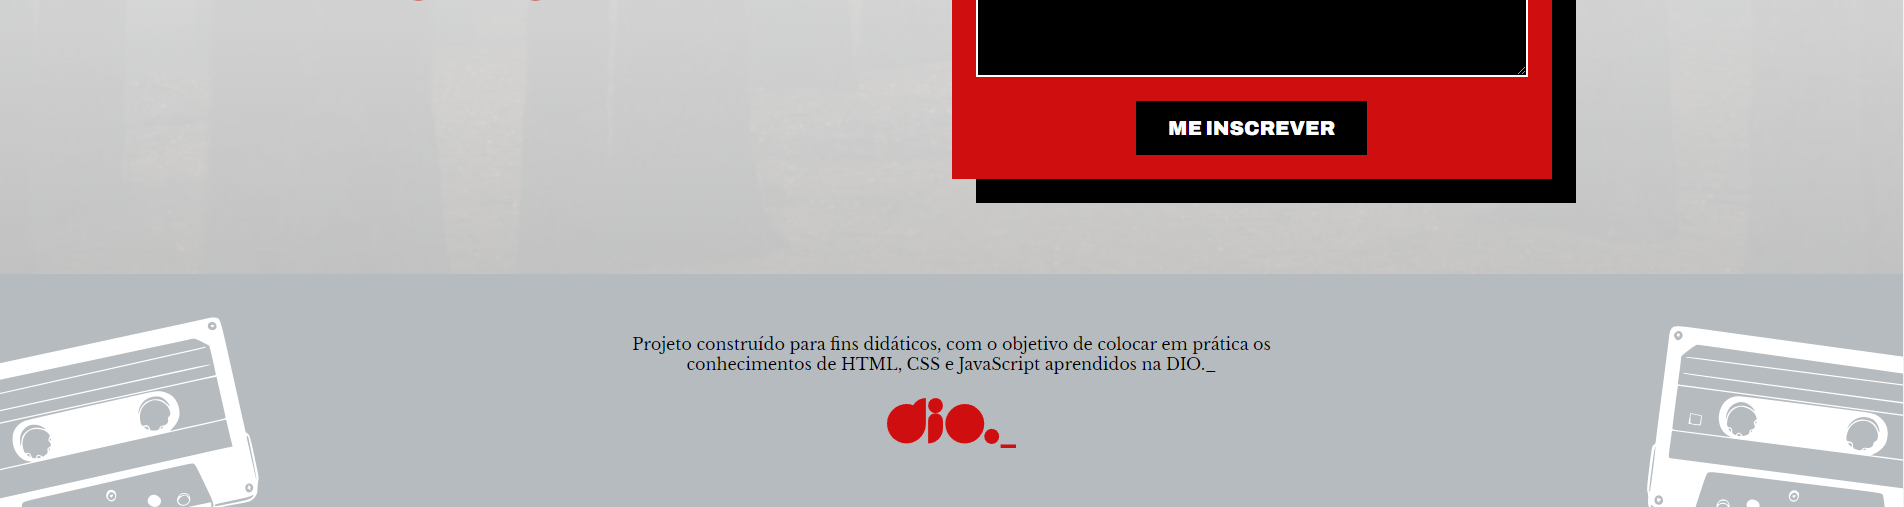 ME INSCREVER
Projeto construído para fins didáticos, com o objetivo de colocar em prática os
conhecimentos de HTML, CSS e JavaScript aprendidos na DIO._
dio._